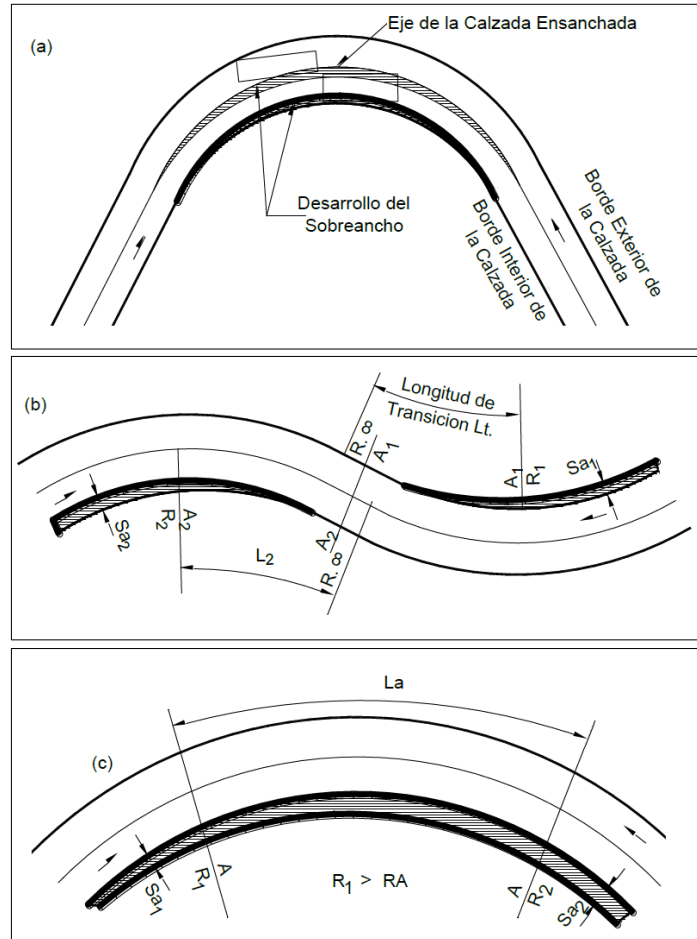 (a)
Eje de la Calzada Ensanchada
Desarrollo del
Sobreancho
Borde Interior de
la Calzada
Borde Exterior de
la Calzada
(b)
Longitud de
Transicion Lt.
R. 8
A1
A1
R1
Sa1
Sa2
A2
R2
L2
A2
R. 8
(c)
La
Sa1
A
R1
R1 > RA
A
R2
Sa2